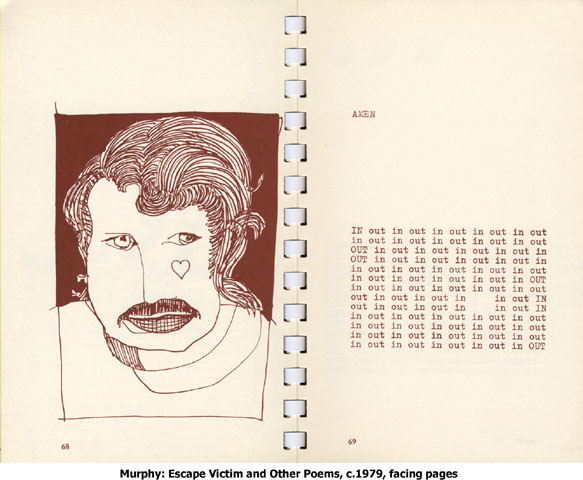 AMEN
IN out in out in out in out in out
in out in out in out in out in out
OUT in out in out in out in out in
OUT in out in out in out in out in
in out in out in out in out in out
in out in out in out in out in OUT
in out in out in out in out in out
out in out in out in in out IN
out in out in out in in out IN
in out in out in out in out in out
in out in out in out in out in out
in out in out in out in out in out
in out in out in out in out in OUT
68
69
Murphy: Escape Victim and Other Poems, c.1979, facing pages